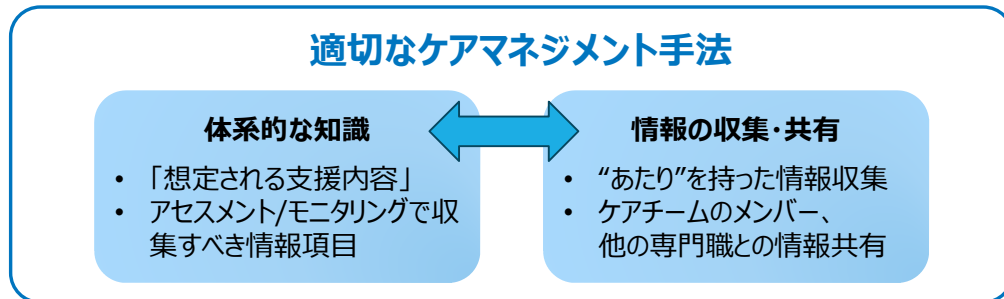 適切なケアマネジメント手法
体系的な知識
• 「想定される支援内容」
• アセスメント/モニタリングで収
集すべき情報項目
情報の収集・共有
• “あたり”を持った情報収集
• ケアチームのメンバー、
他の専門職との情報共有